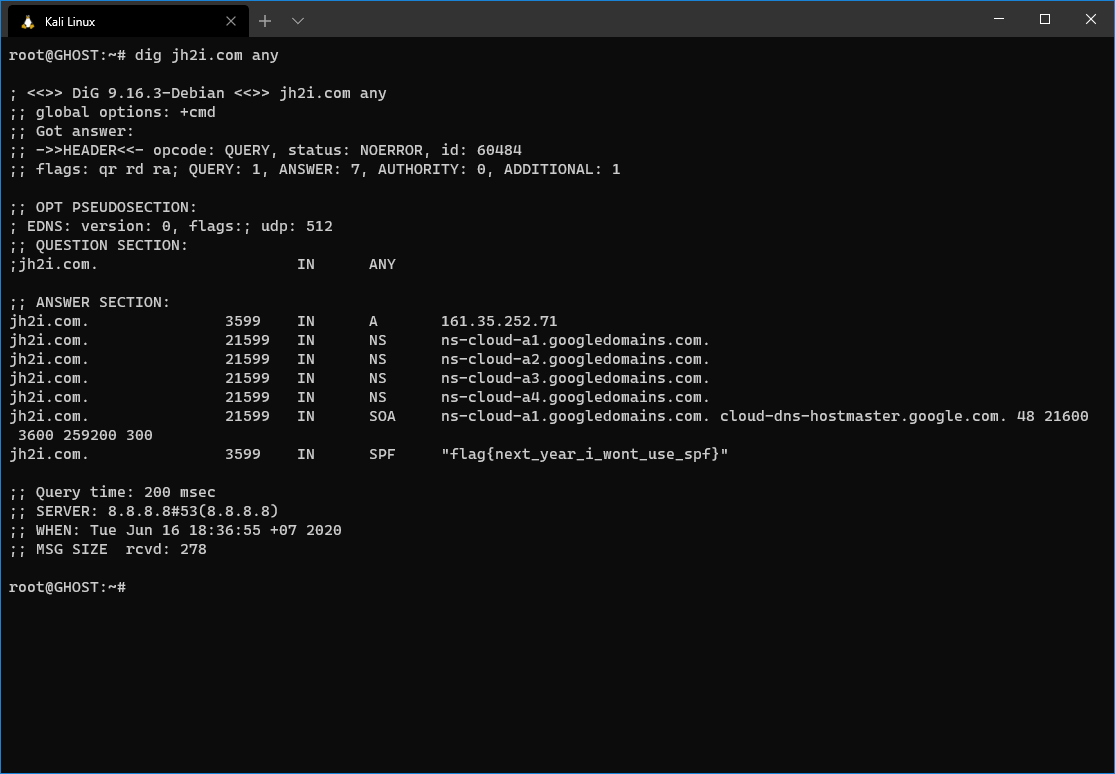 Kali Linux
root@GHOST:~# dig jh2i.com any
; <<>> DiG 9.16.3-Debian <<>> jh2i.com any
;; global options: +cmd
;; Got answer:
;; ->>HEADER<<- opcode: QUERY, status: NOERROR, id: 60484
;; flags: qr rd ra; QUERY: 1, ANSWER: 7, AUTHORITY: 0, ADDITIONAL: 1
;; OPT PSEUDOSECTION:
; EDNS: version: 0, flags:; udp: 512
;; QUESTION SECTION:
;jh2i.com. IN ANY
;; ANSWER SECTION:
jh2i.com. 3599 IN A 161.35.252.71
jh2i.com. 21599 IN NS ns-cloud-a1.googledomains.com.
jh2i.com. 21599 IN NS ns-cloud-a2.googledomains.com.
jh2i.com. 21599 IN NS ns-cloud-a3.googledomains.com.
jh2i.com. 21599 IN NS ns-cloud-a4.googledomains.com.
jh2i.com. 21599 IN SOA ns-cloud-a1.googledomains.com. cloud-dns-hostmaster.google.com. 48 21600
3600 259200 300
jh2i.com. 3599 IN SPF "flag{next_year_i_wont_use_spf}"
;; Query time: 200 msec
;; SERVER: 8.8.8.8#53(8.8.8.8)
;; WHEN: Tue Jun 16 18:36:55 +07 2020
;; MSG SIZE rcvd: 278
root@GHOST:~#